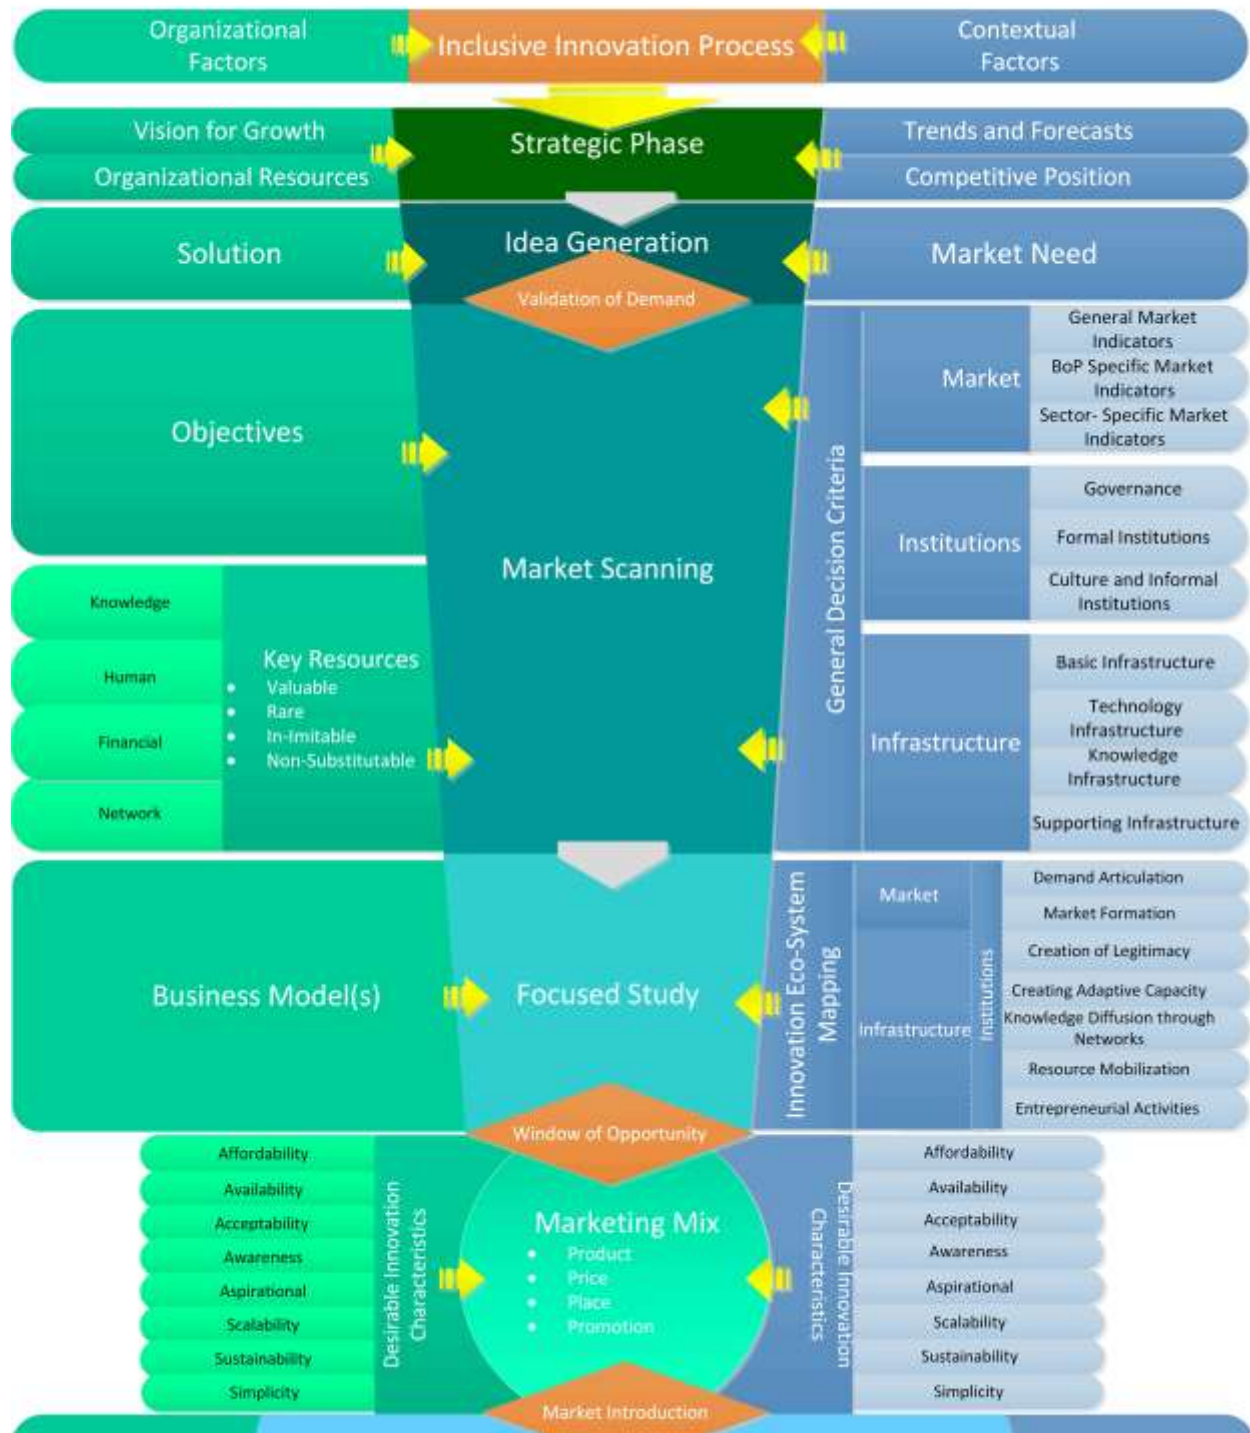 Organizational
Factors
Inclusive Innovation Process
Contextual
Factors
Vision for Growth
Organizational Resources
Strategic Phase
Trends and Forecasts
Competitive Position
Solution
Idea Generation
Validation of Demand
Market Need
Objectives
Knowledge
Human
Financial
Network
Key Resources
• Valuable
• Rare
• In-Imitable
• Non-Substitutable
Market Scanning
General Decision Criteria
Market
General Market
Indicators
BoP Specific Market
Indicators
Sector- Specific Market
Indicators
Institutions
Governance
Formal Institutions
Culture and Informal
Institutions
Infrastructure
Basic Infrastructure
Technology
Infrastructure
Knowledge
Infrastructure
Supporting Infrastructure
Business Model(s)
Focused Study
Innovation Eco-System
Mapping
Market
Infrastructure
Institutions
Demand Articulation
Market Formation
Creation of Legitimacy
Creating Adaptive Capacity
Knowledge Diffusion through
Networks
Resource Mobilization
Entrepreneurial Activities
Window of Opportunity
Affordability
Availability
Acceptability
Awareness
Aspirational
Scalability
Sustainability
Simplicity
Desirable Innovation
Characteristics
Marketing Mix
• Product
• Price
• Place
• Promotion
Desirable Innovation
Characteristics
Affordability
Availability
Acceptability
Awareness
Aspirational
Scalability
Sustainability
Simplicity
Market Introduction